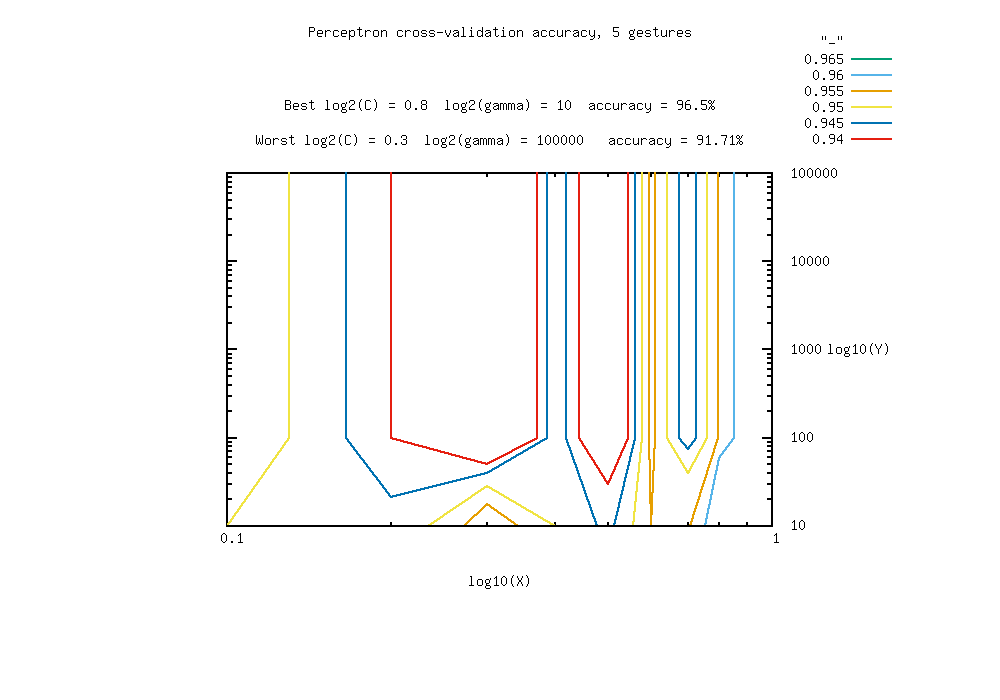 Perceptron cross-validation accuracy, 5 gestures
"_"
0.965
0.96
0.955
0.95
0.945
0.94
Best log2(C) = 0.8  log2(gamma) = 10  accuracy = 96.5%
Worst log2(C) = 0.3  log2(gamma) = 100000   accuracy = 91.71%
100000
10000
1000 log10(Y)
100
10
0.1 1
log10(X)